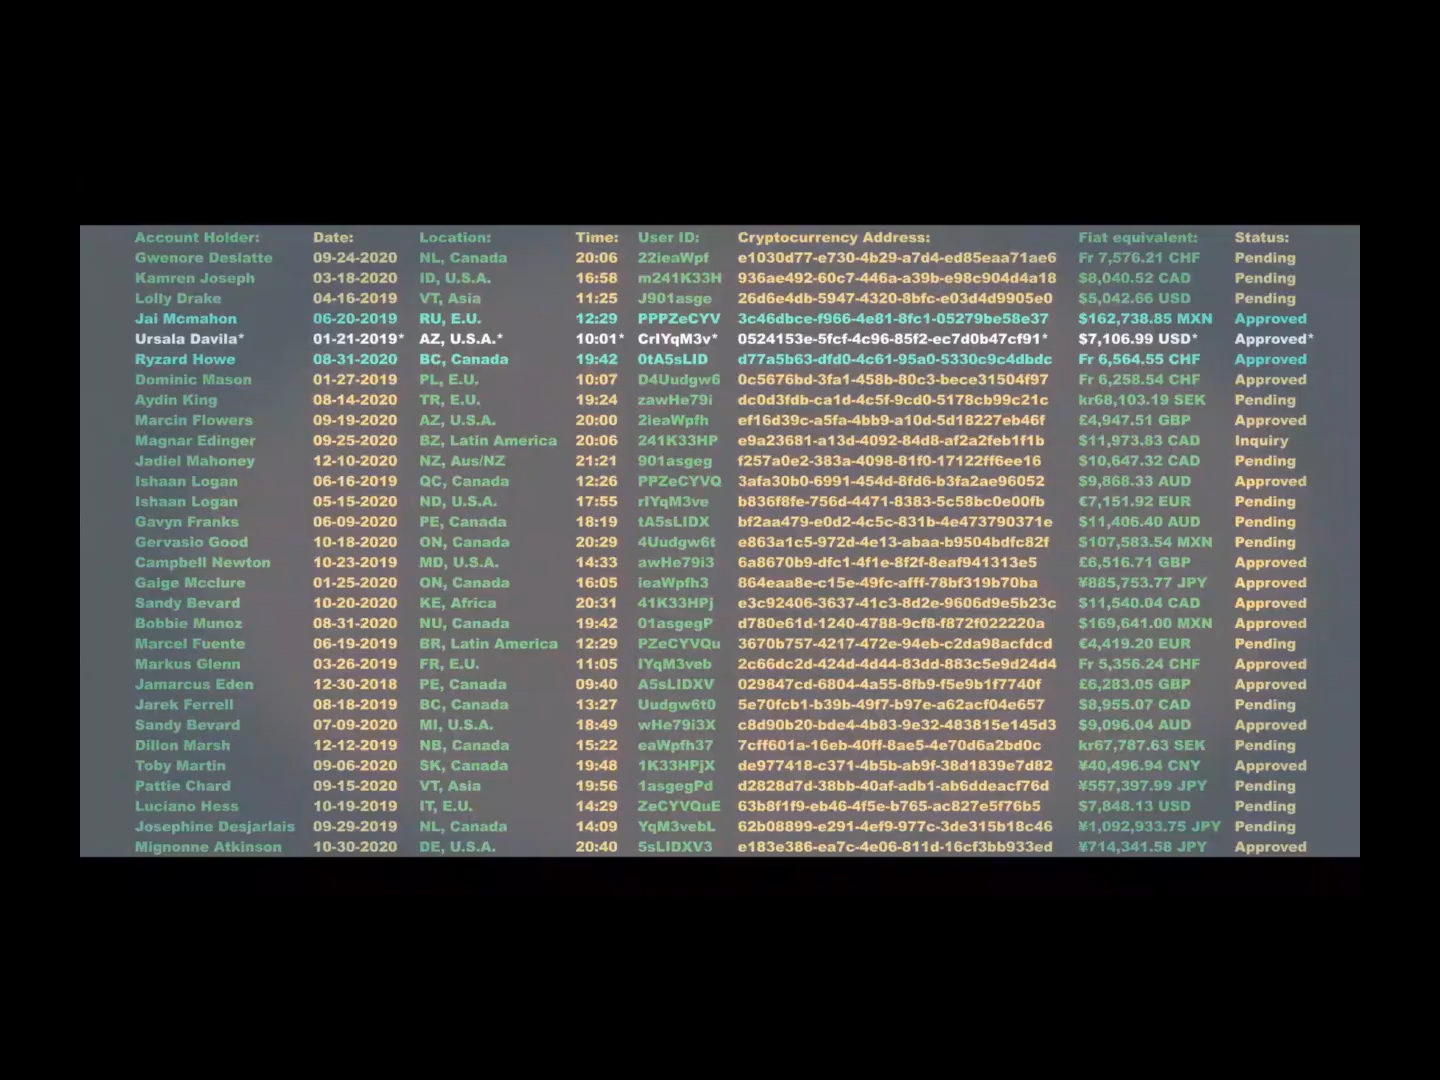 Account Holder: Date: Location: Time: User ID: Cryptocurrency Address: Fiat equivalent: Status:
Gwenore Deslatte 09-24-2020 NL, Canada 20:06 22ieaWpf e1030d77-e730-4b29-a7d4-ed85eaa71ae6 Fr 7,576.21 CHF Pending
Kamren Joseph 03-18-2020 ID, U.S.A. 16:58 m241K33H 936ae492-60c7-446a-a39b-e98c904d4a18 $8,040.52 CAD Pending
Lolly Drake 04-16-2019 VT, Asia 11:25 J901asge 26d6e4db-5947-4320-8bfc-e03d4d9905e0 $5,042.66 USD Pending
Jai Mcmahon 06-20-2019 RU, E.U. 12:29 PPPZeCYV 3c46dbce-f966-4e81-8fc1-05279be58e37 $162,738.85 MXN Approved
Ursala Davila* 01-21-2019* AZ, U.S.A.* 10:01* CrIYqM3v* 0524153e-5fcf-4c96-85f2-ec7d0b47cf91* $7,106.99 USD* Approved*
Ryzard Howe 08-31-2020 BC, Canada 19:42 0tA5sLID d77a5b63-dfd0-4c61-95a0-5330c9c4dbdc Fr 6,564.55 CHF Approved
Dominic Mason 01-27-2019 PL, E.U. 10:07 D4Uudgw6 0c5676bd-3fa1-458b-80c3-bece31504f97 Fr 6,258.54 CHF Approved
Aydin King 08-14-2020 TR, E.U. 19:24 zawHe79i dc0d3fdb-ca1d-4c5f-9cd0-5178cb99c21c kr68,103.19 SEK Pending
Marcin Flowers 09-19-2020 AZ, U.S.A. 20:00 2ieaWpfh ef16d39c-a5fa-4bb9-a10d-5d18227eb46f £4,947.51 GBP Approved
Magnar Edinger 09-25-2020 BZ, Latin America 20:06 241K33HP e9a23681-a13d-4092-84d8-af2a2feb1f1b $11,973.83 CAD Inquiry
Jadiel Mahoney 12-10-2020 NZ, Aus/NZ 21:21 901asgeg f257a0e2-383a-4098-81f0-17122ff6ee16 $10,647.32 CAD Pending
Ishaan Logan 06-16-2019 QC, Canada 12:26 PPZeCYVQ 3afa30b0-6991-454d-8fd6-b3fa2ae96052 $9,868.33 AUD Approved
Ishaan Logan 05-15-2020 ND, U.S.A. 17:55 rIYqM3ve b836f8fe-756d-4471-8383-5c58bc0e00fb €7,151.92 EUR Pending
Gavyn Franks 06-09-2020 PE, Canada 18:19 tA5sLIDX bf2aa479-e0d2-4c5c-831b-4e473790371e $11,406.40 AUD Pending
Gervasio Good 10-18-2020 ON, Canada 20:29 4Uudgw6t e863a1c5-972d-4e13-abaa-b9504bdfc82f $107,583.54 MXN Pending
Campbell Newton 10-23-2019 MD, U.S.A. 14:33 awHe79i3 6a8670b9-dfc1-4f1e-8f2f-8eaf941313e5 £6,516.71 GBP Approved
Gaige Mcclure 01-25-2020 ON, Canada 16:05 ieaWpfh3 864eaa8e-c15e-49fc-afff-78bf319b70ba ¥885,753.77 JPY Approved
Sandy Bevard 10-20-2020 KE, Africa 20:31 41K33HPj e3c92406-3637-41c3-8d2e-9606d9e5b23c $11,540.04 CAD Approved
Bobbie Munoz 08-31-2020 NU, Canada 19:42 01asgegP d780e61d-1240-4788-9cf8-f872f022220a $169,641.00 MXN Approved
Marcel Fuente 06-19-2019 BR, Latin America 12:29 PZeCYVQu 3670b757-4217-472e-94eb-c2da98acfdcd €4,419.20 EUR Pending
Markus Glenn 03-26-2019 FR, E.U. 11:05 IYqM3veb 2c66dc2d-424d-4d44-83dd-883c5e9d24d4 Fr 5,356.24 CHF Approved
Jamarcus Eden 12-30-2018 PE, Canada 09:40 A5sLIDXV 029847cd-6804-4a55-8fb9-f5e9b1f7740f £6,283.05 GBP Approved
Jarek Ferrell 08-18-2019 BC, Canada 13:27 Uudgw6t0 5e70fcb1-b39b-49f7-b97e-a62acf04e657 $8,955.07 CAD Pending
Sandy Bevard 07-09-2020 MI, U.S.A. 18:49 wHe79i3X c8d90b20-bde4-4b83-9e32-483815e145d3 $9,096.04 AUD Approved
Dillon Marsh 12-12-2019 NB, Canada 15:22 eaWpfh37 7cff601a-16eb-40ff-8ae5-4e70d6a2bd0c kr67,787.63 SEK Pending
Toby Martin 09-06-2020 SK, Canada 19:48 1K33HPjX de977418-c371-4b5b-ab9f-38d1839e7d82 ¥40,496.94 CNY Approved
Pattie Chard 09-15-2020 VT, Asia 19:56 1asgegPd d2828d7d-38bb-40af-adb1-ab6ddeacf76d ¥557,397.99 JPY Pending
Luciano Hess 10-19-2019 IT, E.U. 14:29 ZeCYVQuE 63b8f1f9-eb46-4f5e-b765-ac827e5f76b5 $7,848.13 USD Pending
Josephine Desjarlais 09-29-2019 NL, Canada 14:09 YqM3vebL 62b08899-e291-4ef9-977c-3de315b18c46 ¥1,092,933.75 JPY Pending
Mignonne Atkinson 10-30-2020 DE, U.S.A. 20:40 5sLIDXV3 e183e386-ea7c-4e06-811d-16cf3bb933ed ¥714,341.58 JPY Approved